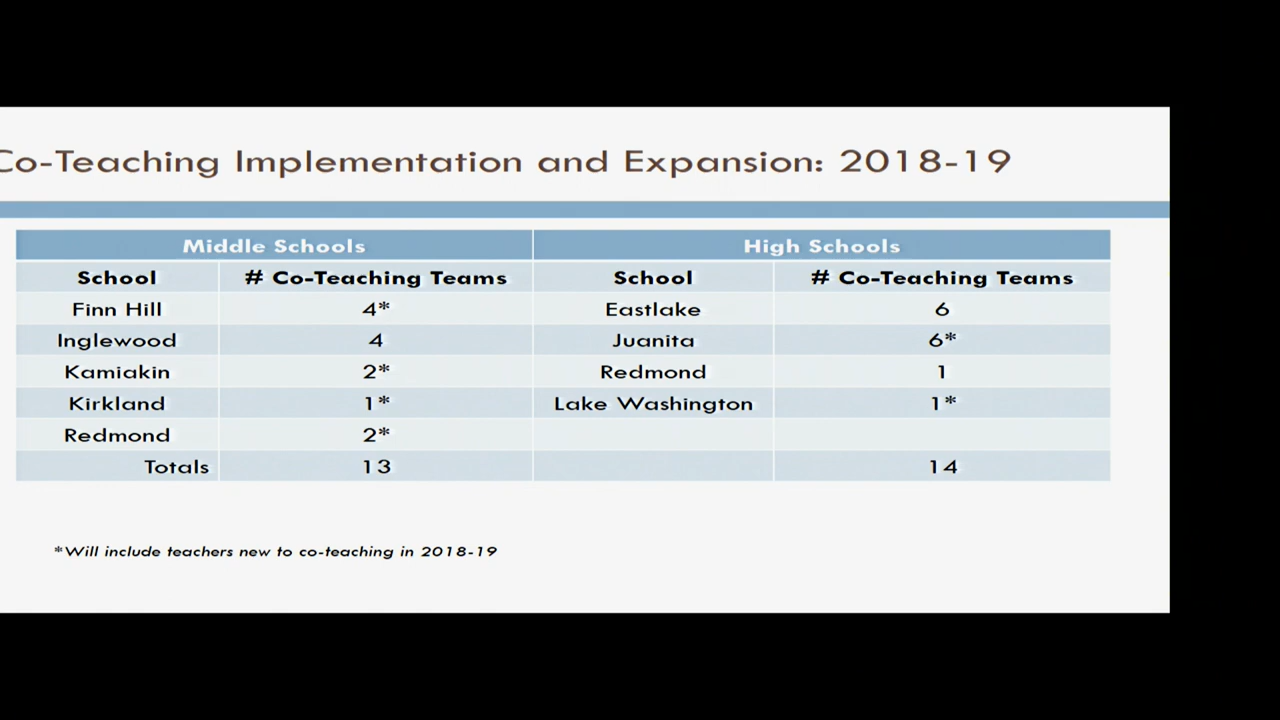 Co-Teaching Implementation and Expansion: 2018-19
Middle Schools High Schools
School # Co-Teaching Teams School # Co-Teaching Teams
Finn Hill 4* Eastlake 6
Inglewood 4 Juanita 6*
Kamiakin 2* Redmond 1
Kirkland 1* Lake Washington 1*
Redmond 2*
Totals 13 14
*Will include teachers new to co-teaching in 2018-19